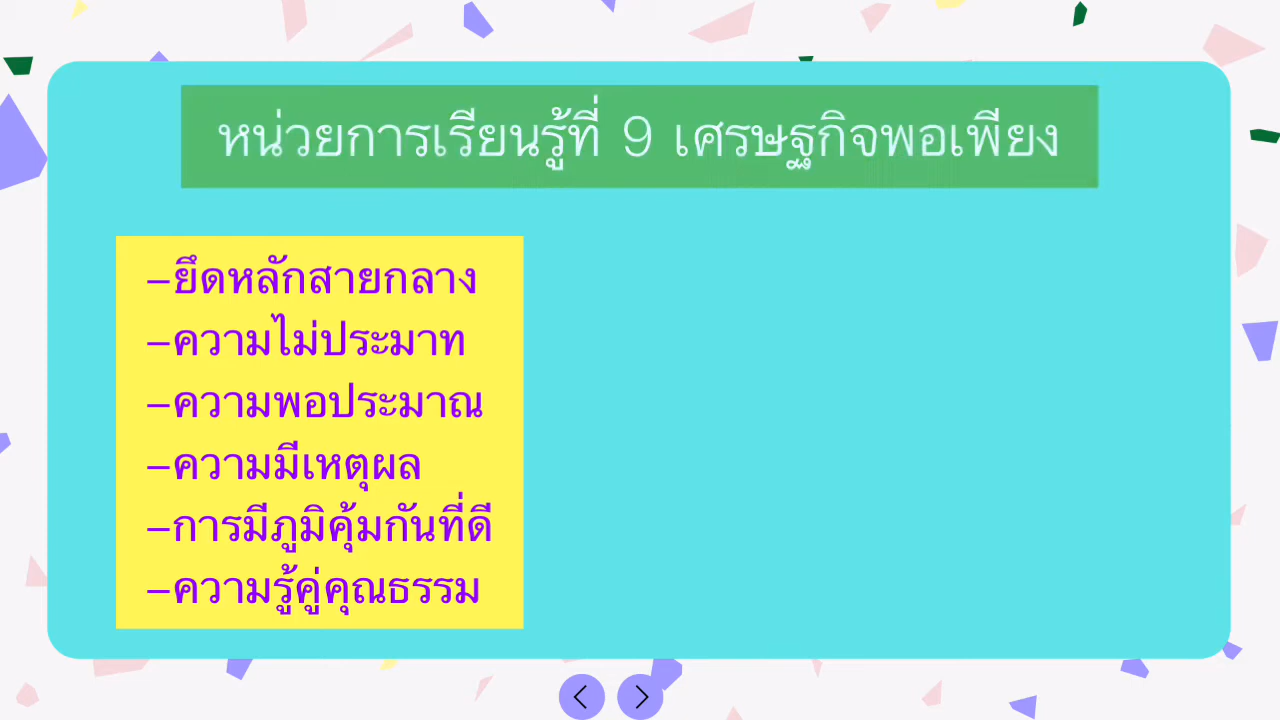 หน่วยการเรียนรู้ที่ 9 เศรษฐกิจพอเพียง
–ยึดหลักสายกลาง
–ความไม่ประมาท
–ความพอประมาณ
–ความมีเหตุผล
–การมีภูมิคุ้มกันที่ดี
–ความรู้คู่คุณธรรม